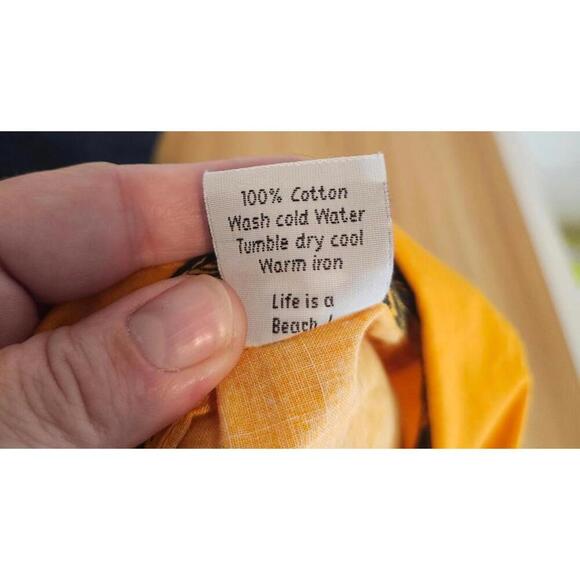 100% Cotton
Wash cold Water
Tumble dry cool
Warm iron
Life is a
Beach